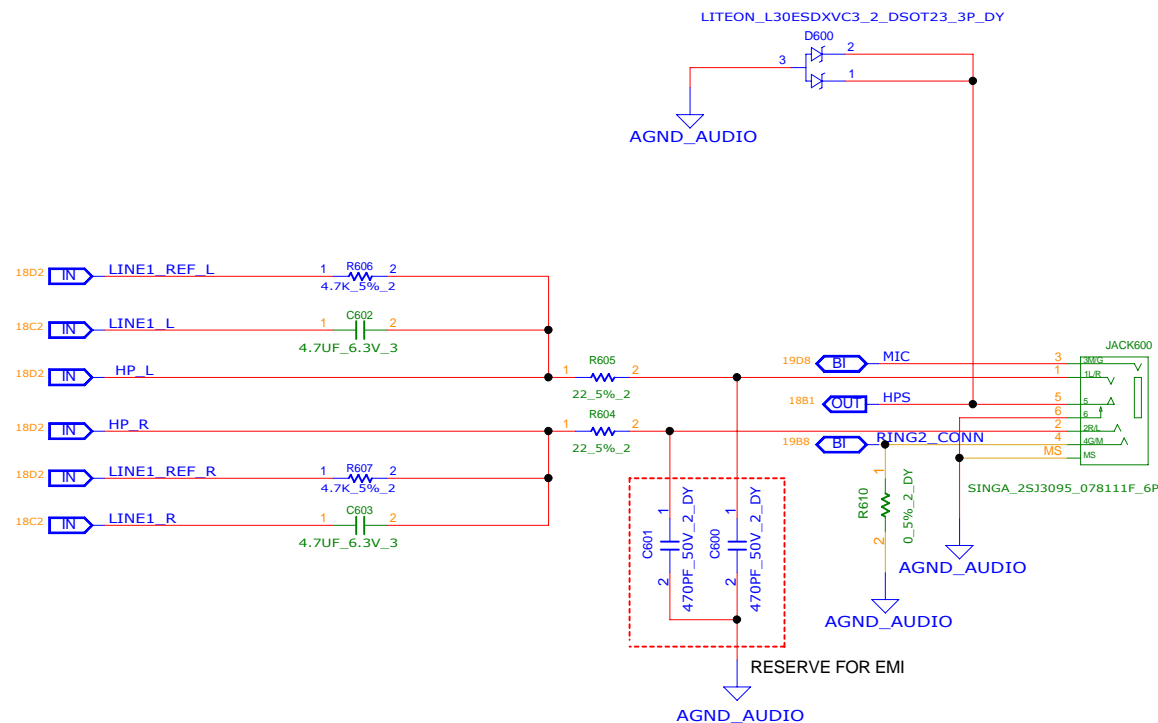 LITEON_L30ESDXVC3_2_DSOT23_3P_DY
D600
3
2
1
AGND_AUDIO
18D2 IN LINE1_REF_L 1 R606 2
4.7K_5%_2
18C2 IN LINE1_L 1 C602 2
4.7UF_6.3V_3
18D2 IN HP_L 1 R605 2
22_5%_2
18D2 IN HP_R 1 R604 2
22_5%_2
18D2 IN LINE1_REF_R 1 R607 2
4.7K_5%_2
18C2 IN LINE1_R 1 C603 2
4.7UF_6.3V_3
JACK600
19D8 BI MIC 3 3M/G
1 1L/R
18B1 OUT HPS 5 5
6 6
2 2R/L
19B8 BI RING2_CONN 4 4G/M
MS MS
SINGA_2SJ3095_078111F_6P
1 C601 2 470PF_50V_2_DY
1 C600 2 470PF_50V_2_DY
1 R610 2 0_5%_2_DY
AGND_AUDIO
AGND_AUDIO
RESERVE FOR EMI
AGND_AUDIO